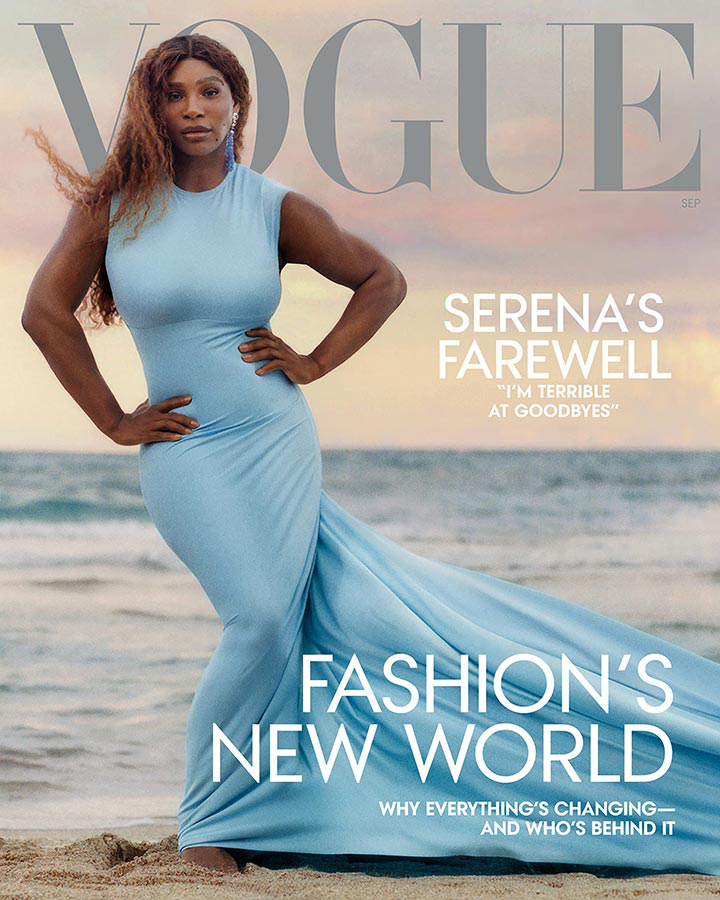 VOGUE
SEP
SERENA'S
FAREWELL
"I'M TERRIBLE
AT GOODBYES"
FASHION'S
NEW WORLD
WHY EVERYTHING'S CHANGING—
AND WHO'S BEHIND IT